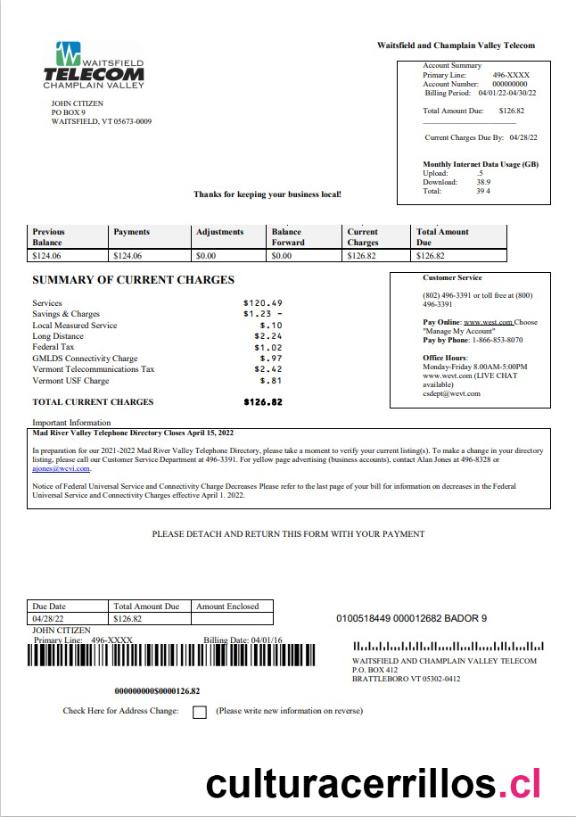 WAITSFIELD
TELECOM
CHAMPLAIN VALLEY
Waitsfield and Champlain Valley Telecom
JOHN CITIZEN
PO BOX 9
WAITSFIELD, VT 05673-0009
Account Summary
Primary Line: 496-XXXX
Account Number: 000000000
Billing Period: 04/01/22-04/30/22
Total Amount Due: $126.82
Current Charges Due By: 04/28/22
Monthly Internet Data Usage (GB)
Upload: .5
Download: 38.9
Total: 39 4
Thanks for keeping your business local!
Previous Balance Payments Adjustments Balance Forward Current Charges Total Amount Due
$124.06 $124.06 $0.00 $0.00 $126.82 $126.82
SUMMARY OF CURRENT CHARGES
Services $120.49
Savings & Charges $1.23 -
Local Measured Service $.10
Long Distance $2.24
Federal Tax $1.02
GMLDS Connectivity Charge $.97
Vermont Telecommunications Tax $2.42
Vermont USF Charge $.81
TOTAL CURRENT CHARGES $126.82
Customer Service
(802) 496-3391 or toll free at (800)
496-3391
Pay Online: www.west.com Choose
"Manage My Account"
Pay by Phone: 1-866-853-8070
Office Hours:
Monday-Friday 8.00AM-5:00PM
www.wevt.com (LIVE CHAT
available)
csdept@wevt.com
Important Information
Mad River Valley Telephone Directory Closes April 15, 2022
In preparation for our 2021-2022 Mad River Valley Telephone Directory, please take a moment to verify your current listing(s). To make a change in your directory
listing, please call our Customer Service Department at 496-3391. For yellow page advertising (business accounts), contact Alan Jones at 496-8328 or
ajones@wcvi.com.
Notice of Federal Universal Service and Connectivity Charge Decreases Please refer to the last page of your bill for information on decreases in the Federal
Universal Service and Connectivity Charges effective April 1. 2022.
PLEASE DETACH AND RETURN THIS FORM WITH YOUR PAYMENT
Due Date Total Amount Due Amount Enclosed
04/28/22 $126.82
JOHN CITIZEN
Primary Line: 496-XXXX Billing Date: 04/01/16
000000000S0000126.82
0100518449 000012682 BADOR 9
WAITSFIELD AND CHAMPLAIN VALLEY TELECOM
P.O. BOX 412
BRATTLEBORO VT 05302-0412
Check Here for Address Change: (Please write new information on reverse)
culturacerrillos.cl